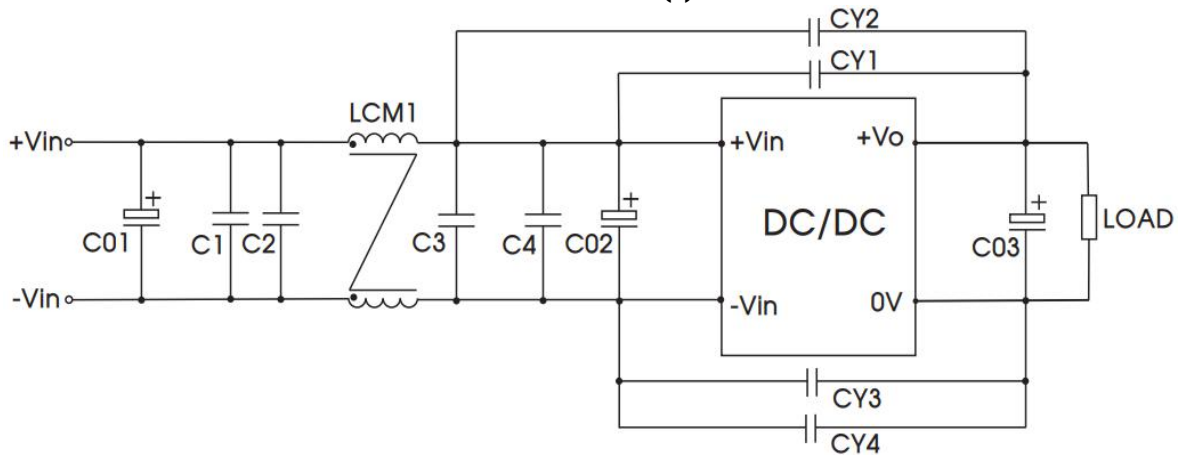 CY2
CY1
LCM1
+Vin
+Vin
+Vo
+
+
+
C01
C1
C2
C3
C4
C02
DC/DC
C03
LOAD
-Vin
-Vin
0V
CY3
CY4